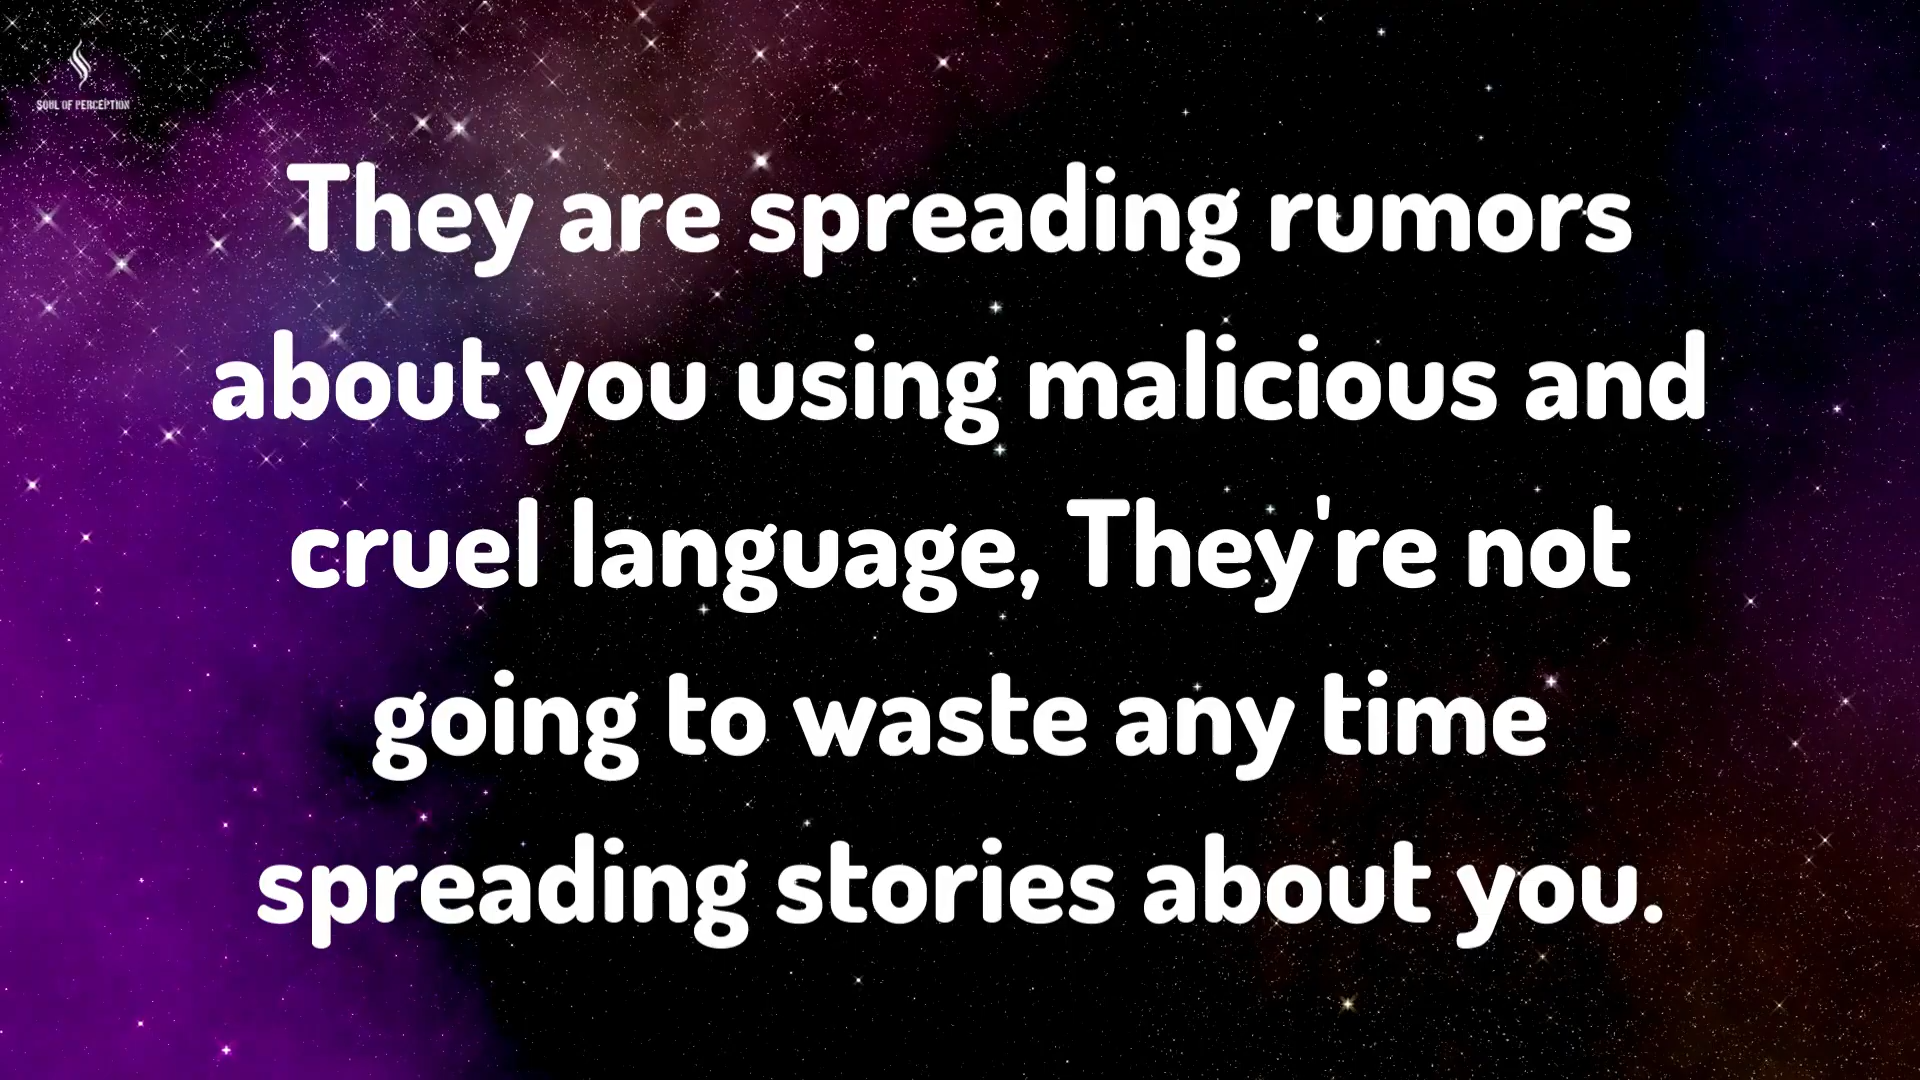 SOUL OF PERCEPTION
They are spreading rumors
about you using malicious and
cruel language, They're not
going to waste any time
spreading stories about you.